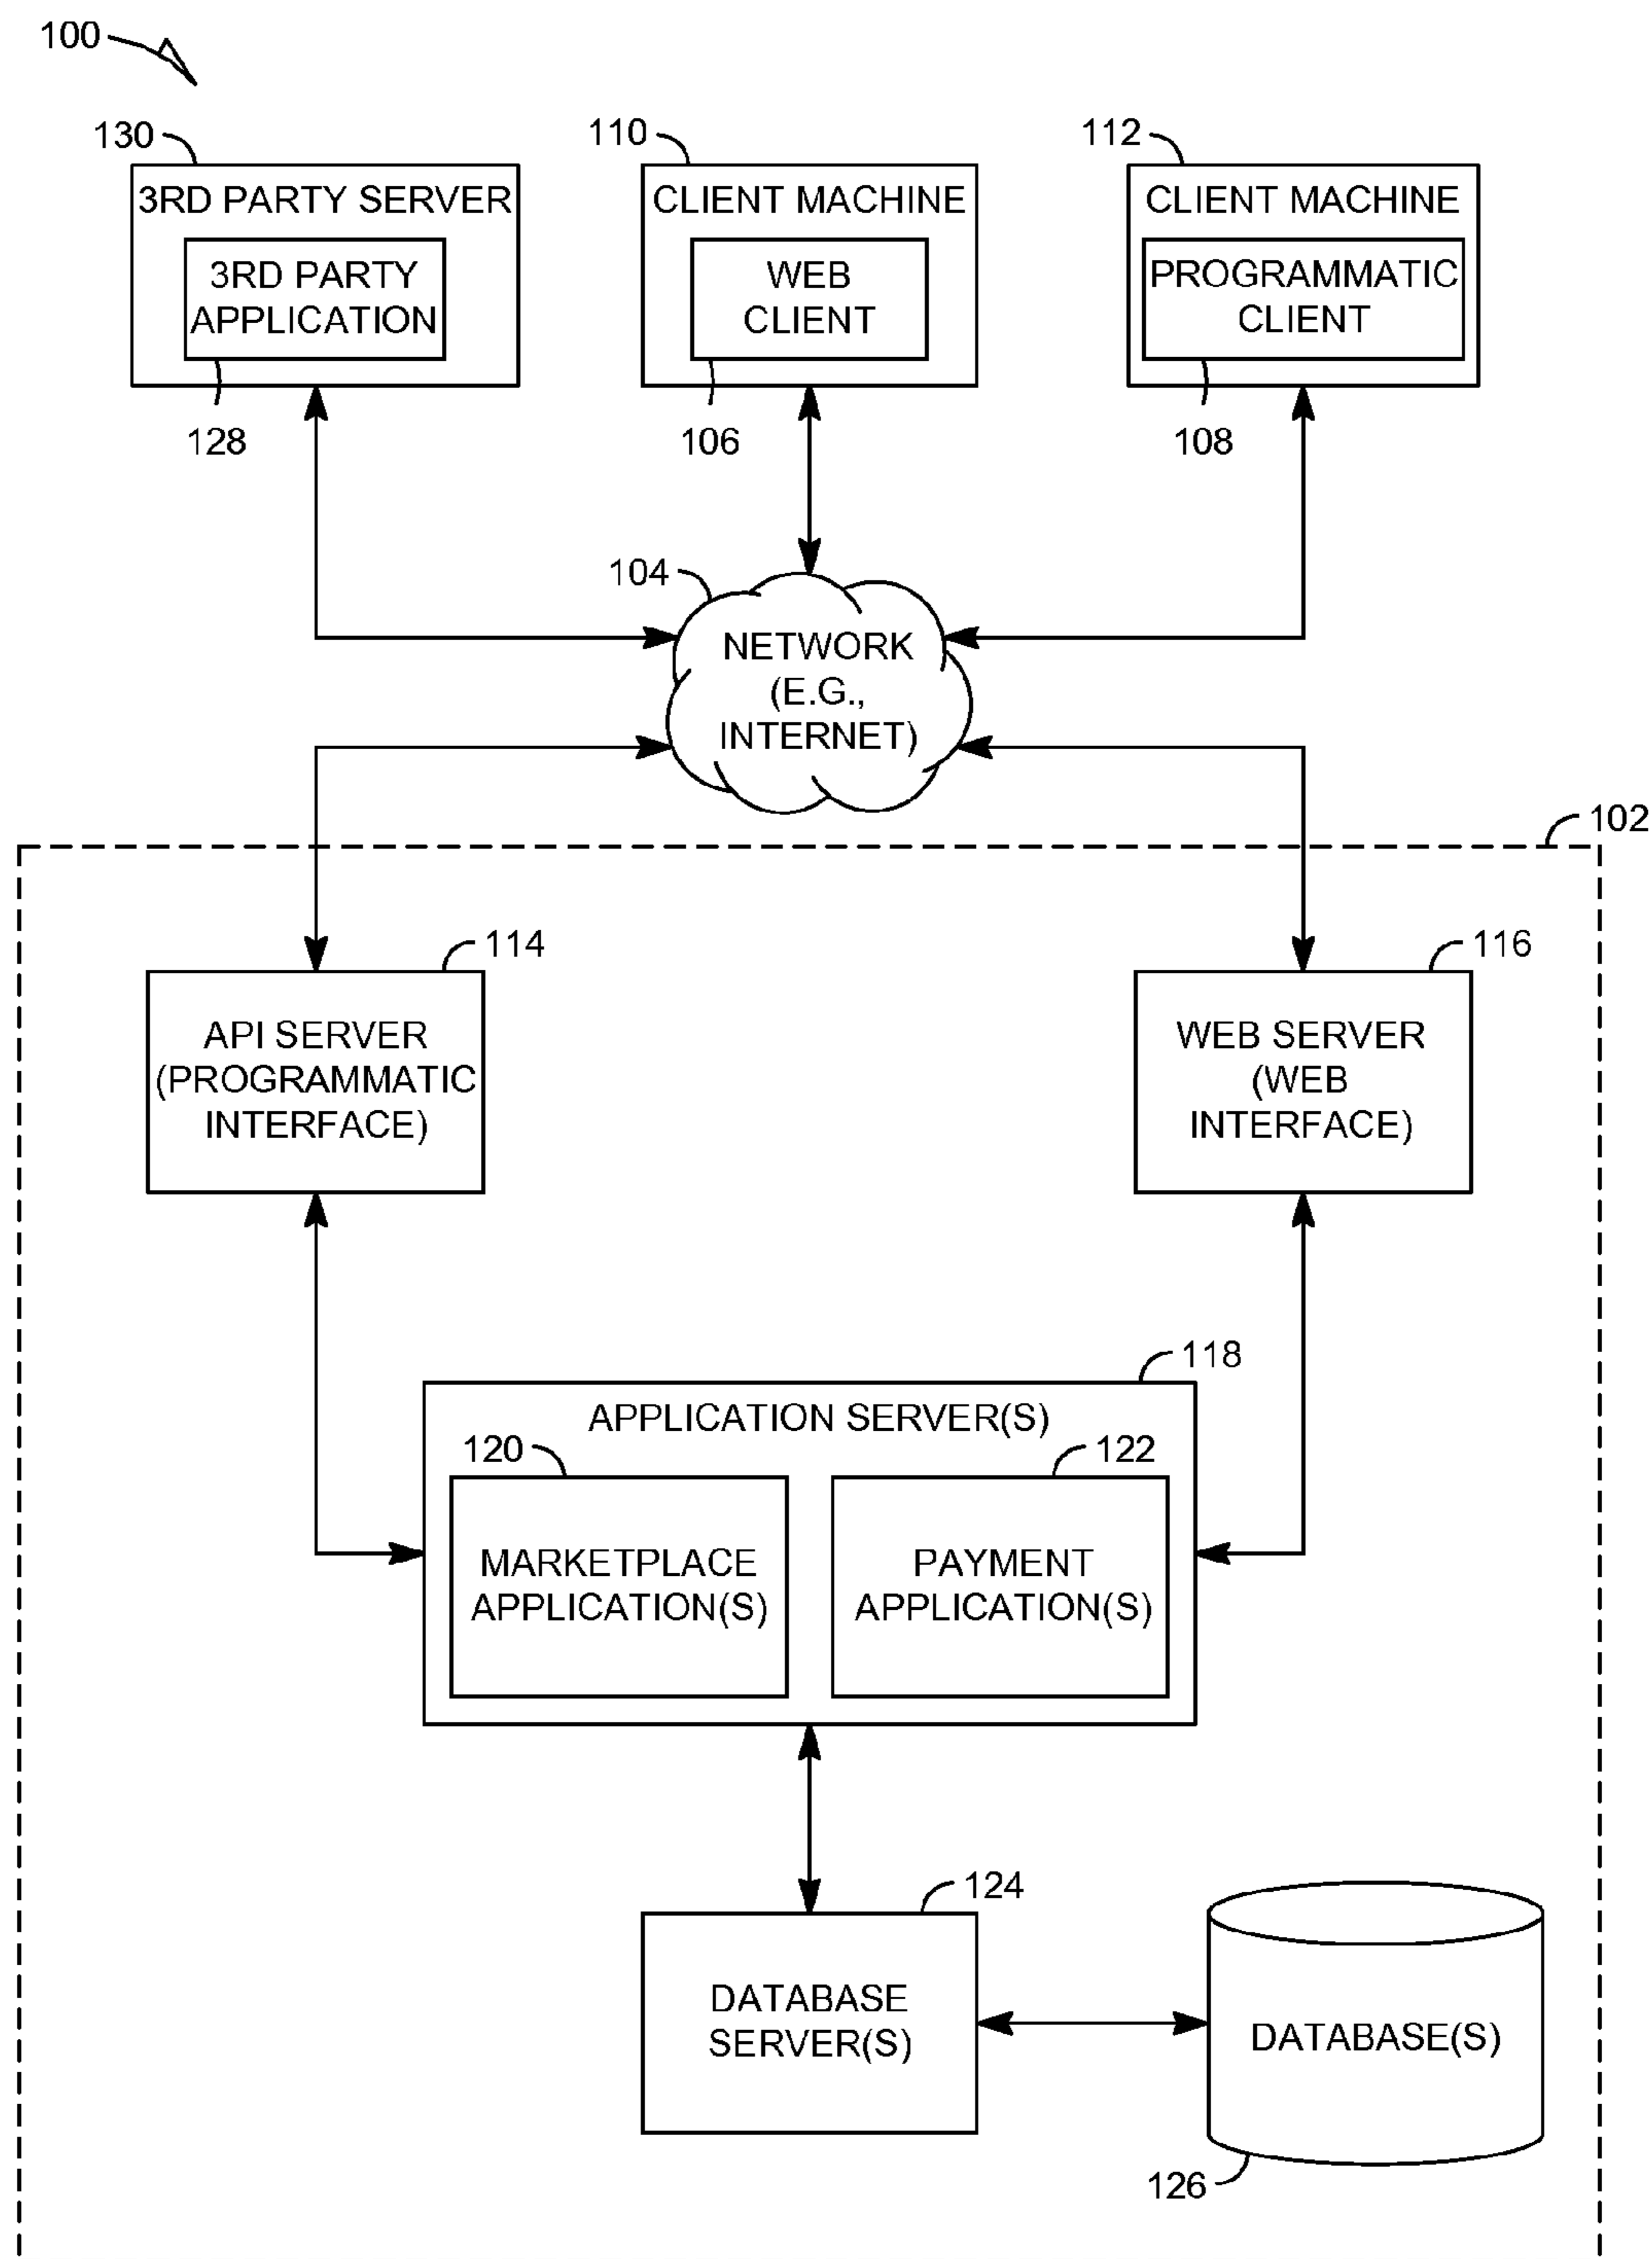 100
130
110
112
3RD PARTY SERVER
CLIENT MACHINE
CLIENT MACHINE
3RD PARTY
APPLICATION
WEB
CLIENT
PROGRAMMATIC
CLIENT
128
106
108
104
NETWORK
(E.G.,
INTERNET)
102
114
116
API SERVER
(PROGRAMMATIC
INTERFACE)
WEB SERVER
(WEB
INTERFACE)
118
APPLICATION SERVER(S)
120
122
MARKETPLACE
APPLICATION(S)
PAYMENT
APPLICATION(S)
124
DATABASE
SERVER(S)
DATABASE(S)
126